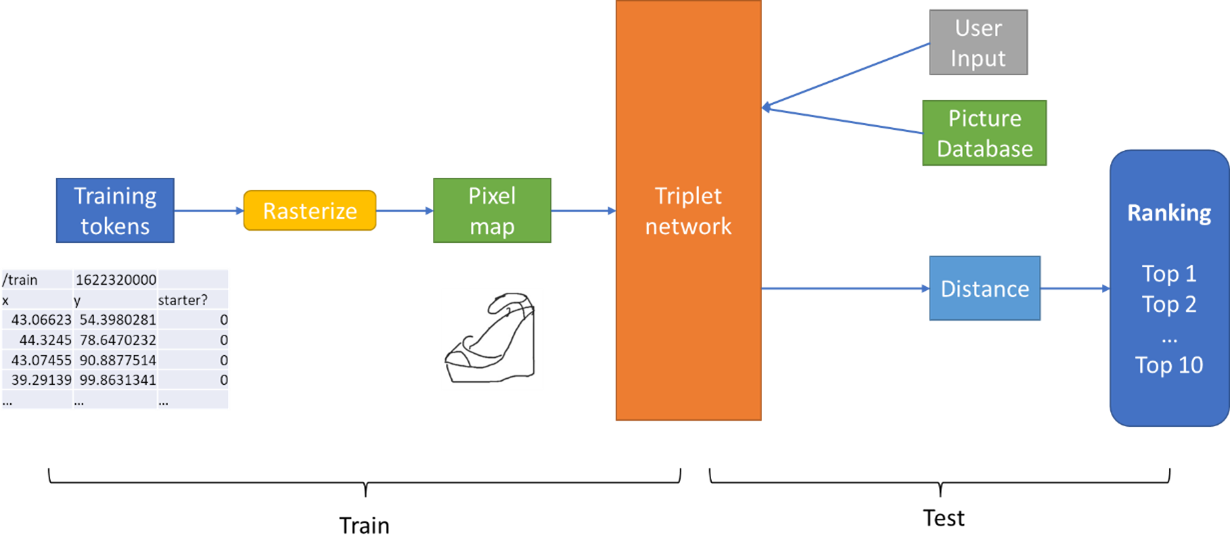 User
Input
Picture
Database
Training
tokens
Rasterize
Pixel
map
Triplet
network
Ranking
Top 1
Top 2
...
Top 10
Distance
/train 1622320000
x y starter?
43.06623 54.3980281 0
44.3245 78.6470232 0
43.07455 90.8877514 0
39.29139 99.8631341 0
... ... ...
Train
Test